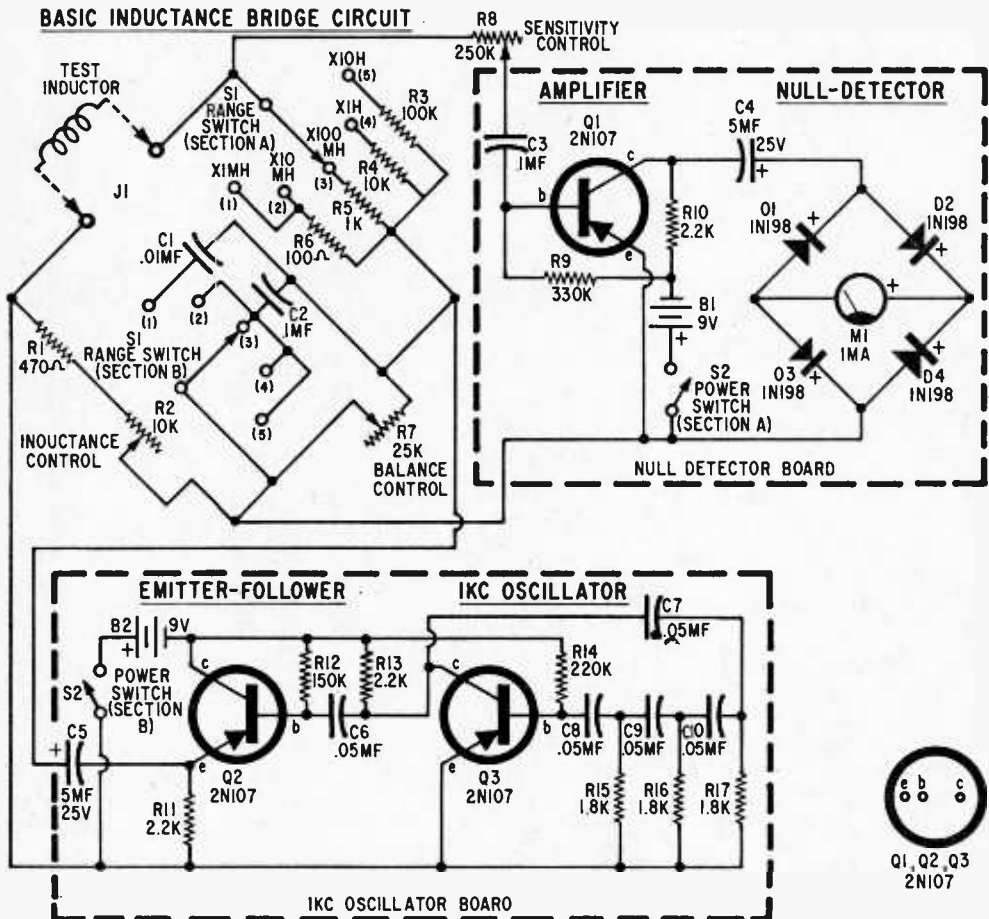 BASIC INDUCTANCE BRIDGE CIRCUIT
R8
250K
SENSITIVITY
CONTROL
TEST
INDUCTOR
J1
S1
RANGE
SWITCH
(SECTION A)
X10H
(5)
R3
100K
X1H
(4)
R4
10K
X100
MH
(3)
R5
1K
X10
MH
(2)
X1MH
(1)
R6
100Ω
C1
.01MF
(1)
(2)
C2
.1MF
(3)
S1
RANGE SWITCH
(SECTION B)
(4)
(5)
R1
470Ω
R2
10K
INDUCTANCE
CONTROL
R7
25K
BALANCE
CONTROL
AMPLIFIER
NULL-DETECTOR
Q1
2N107
C3
.1MF
b
c
e
C4
5MF
25V
+
R10
2.2K
R9
330K
B1
9V
+
S2
POWER
SWITCH
(SECTION A)
D1
1N198
+
D2
1N198
+
M1
1MA
+
D3
1N198
+
D4
1N198
+
NULL DETECTOR BOARD
EMITTER-FOLLOWER
1KC OSCILLATOR
B2
9V
+
S2
POWER
SWITCH
(SECTION
B)
C5
+
5MF
25V
c
b
e
Q2
2N107
R11
2.2K
R12
150K
R13
2.2K
C6
.05MF
c
b
e
Q3
2N107
C7
.05MF
R14
220K
C8
.05MF
C9
.05MF
C10
.05MF
R15
1.8K
R16
1.8K
R17
1.8K
1KC OSCILLATOR BOARD
e b c
Q1, Q2, Q3
2N107